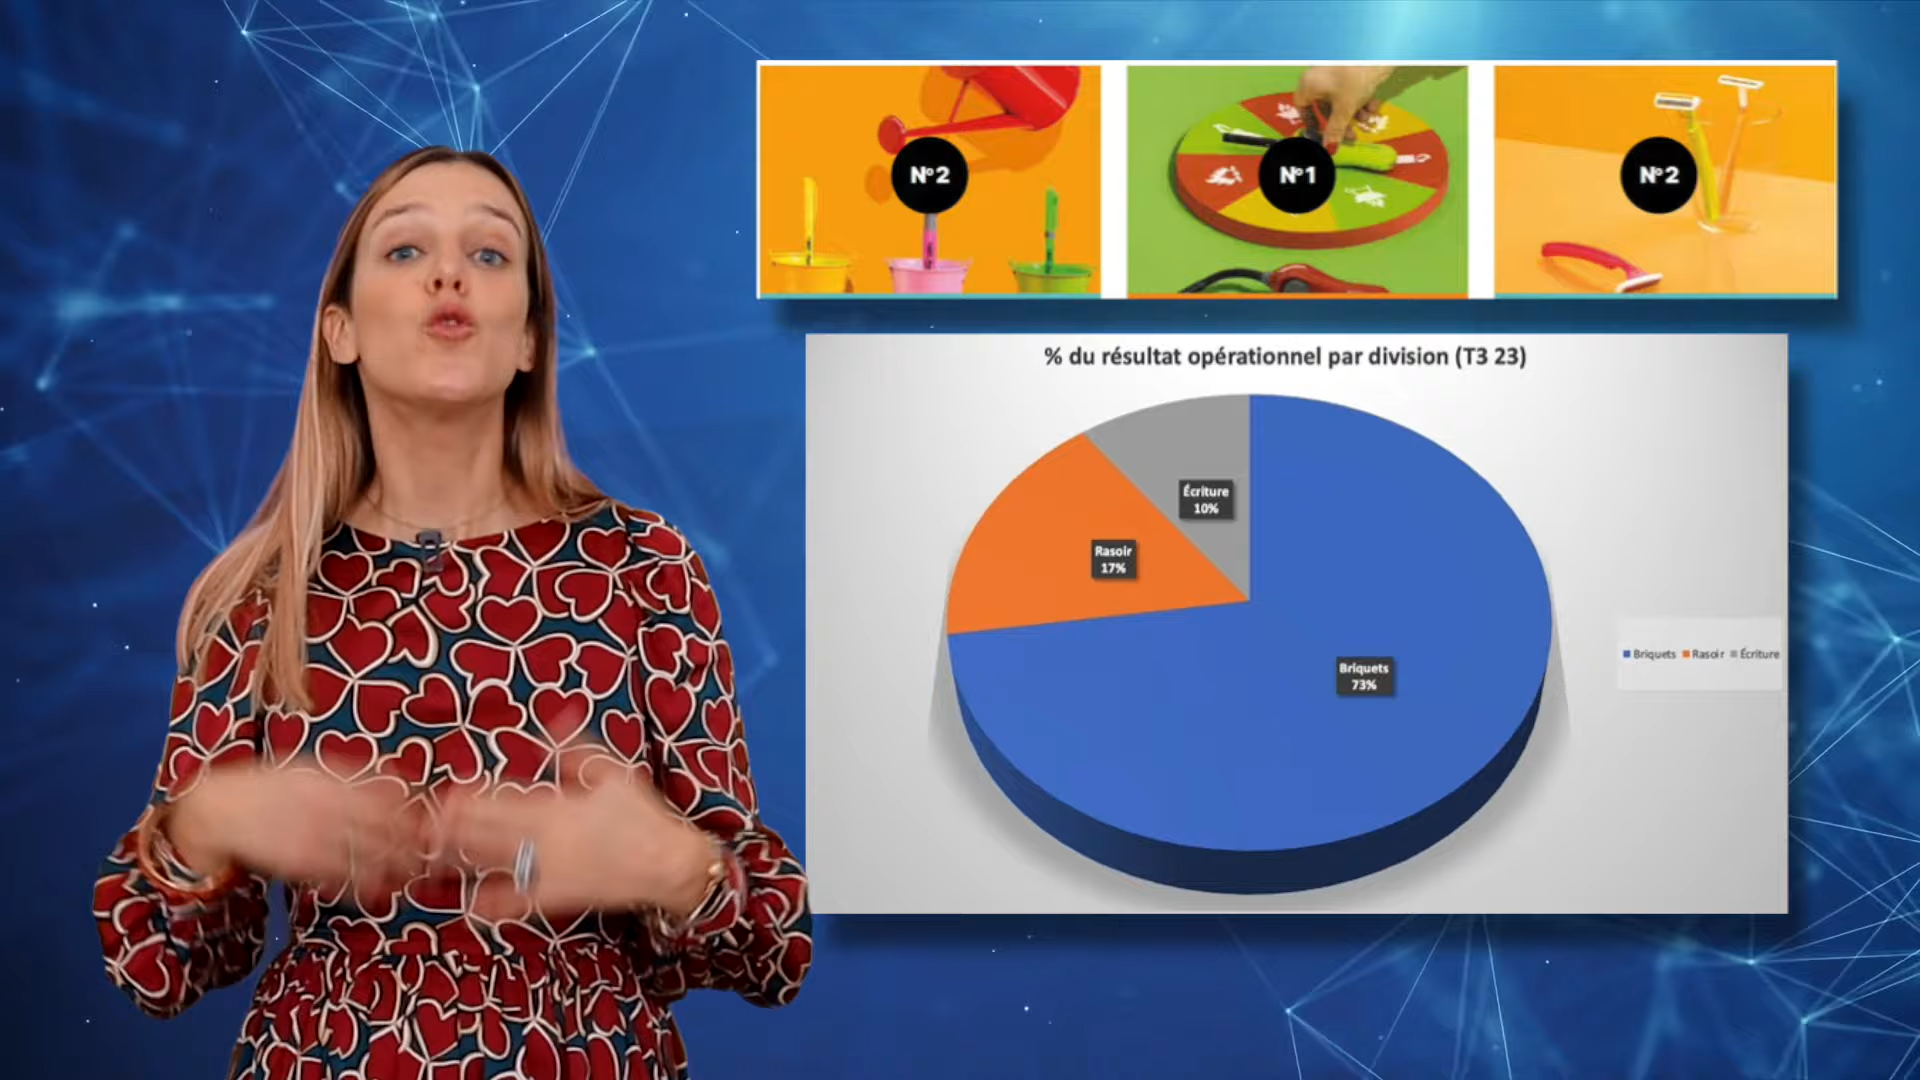 N°2
N°1
N°2
% du résultat opérationnel par division (T3 23)
Écriture
10%
Rasoir
17%
Briquets
73%
Briquets Rasoir Écriture